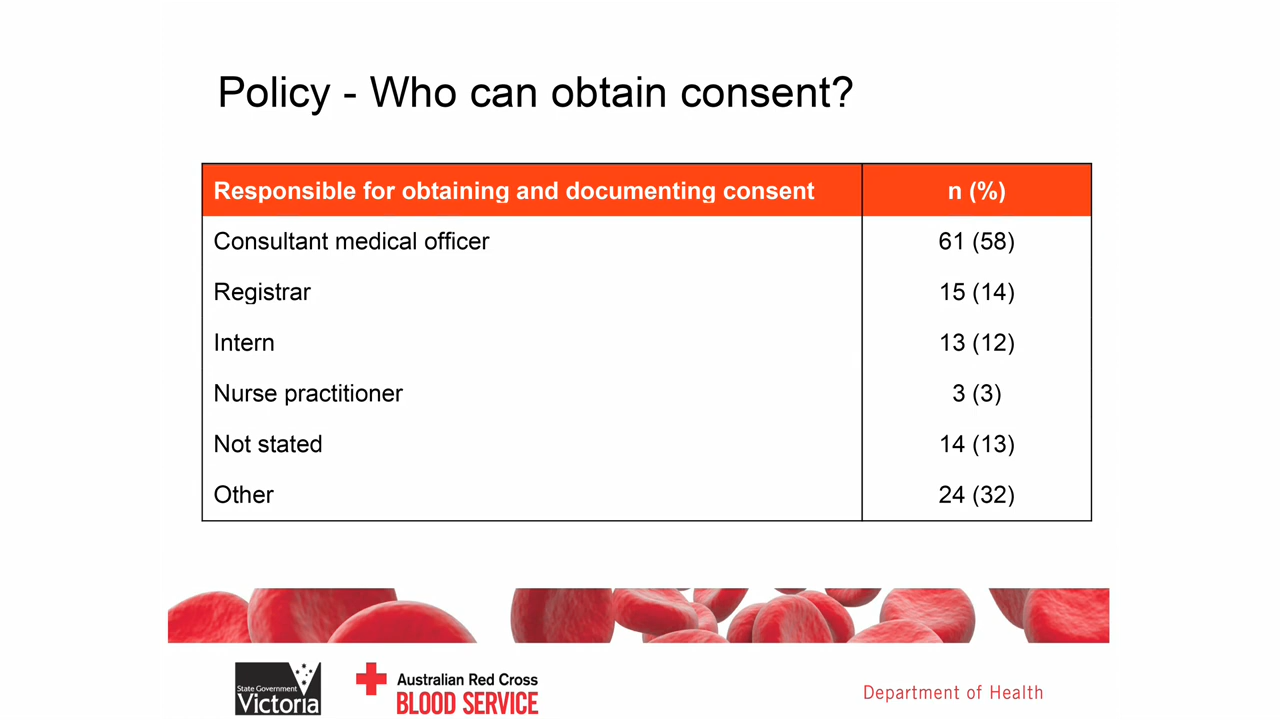 Policy - Who can obtain consent?
Responsible for obtaining and documenting consent n (%)
Consultant medical officer 61 (58)
Registrar 15 (14)
Intern 13 (12)
Nurse practitioner 3 (3)
Not stated 14 (13)
Other 24 (32)
State Government
Victoria
Australian Red Cross
BLOOD SERVICE
Department of Health